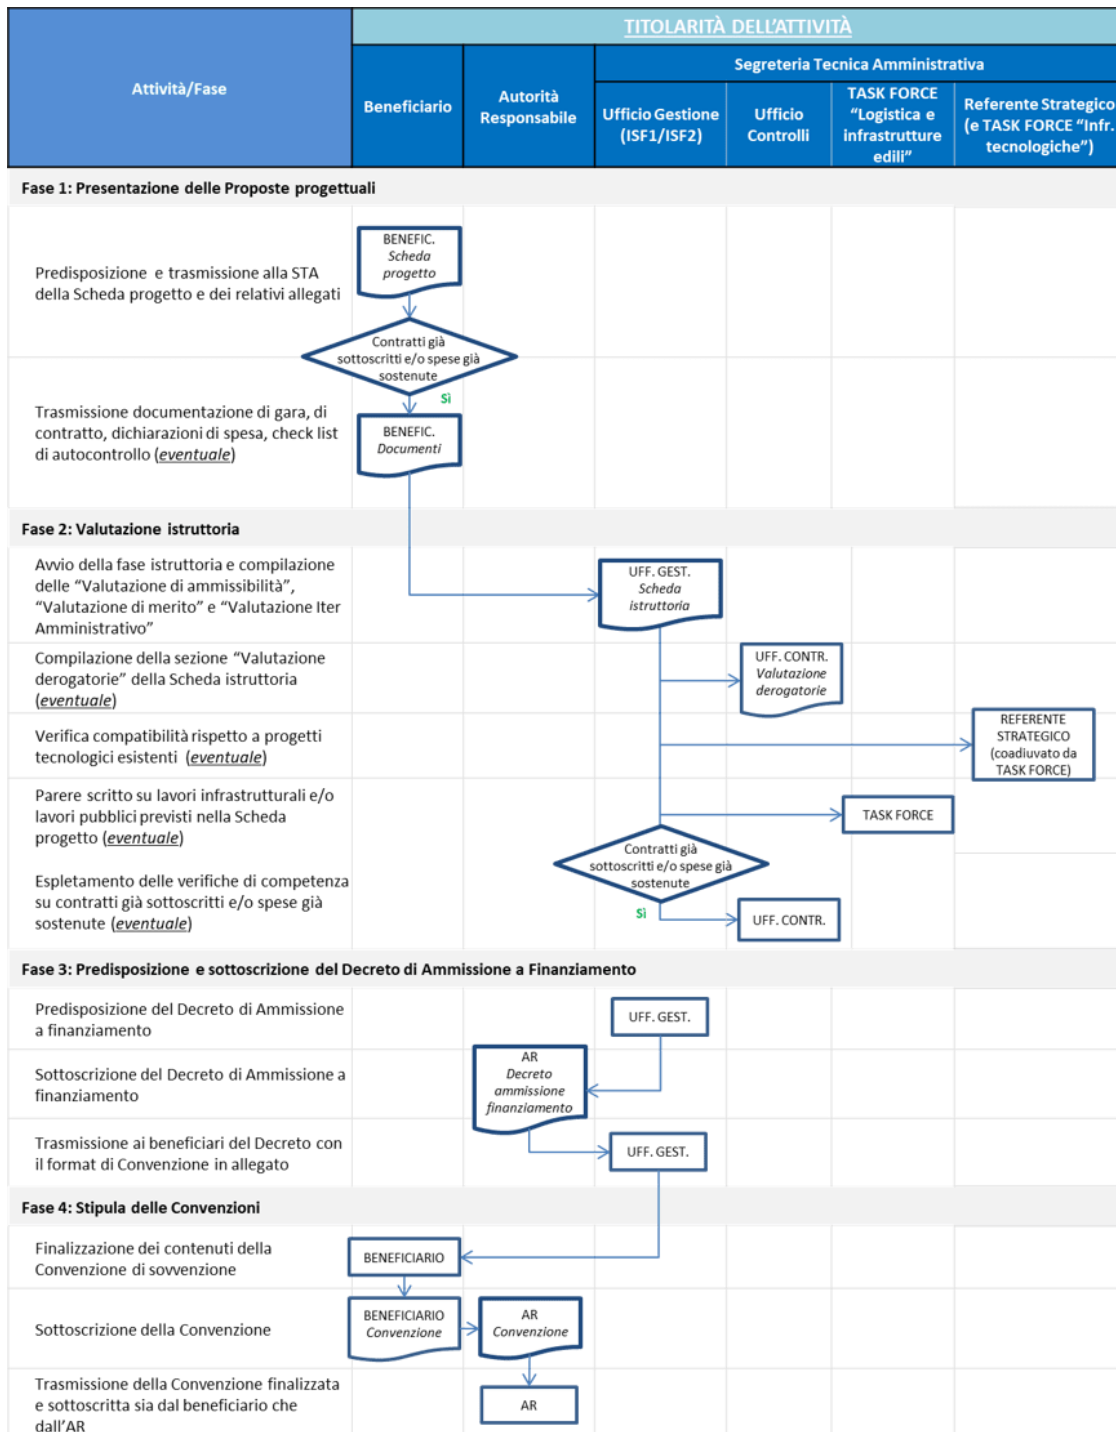 TITOLARITÀ DELL'ATTIVITÀ
Attività/Fase
Beneficiario
Autorità
Responsabile
Segreteria Tecnica Amministrativa
Ufficio Gestione
(ISF1/ISF2)
Ufficio
Controlli
TASK FORCE
"Logistica e
infrastrutture
edili"
Referente Strategico
(e TASK FORCE "Infr.
tecnologiche")
Fase 1: Presentazione delle Proposte progettuali
Predisposizione e trasmissione alla STA
della Scheda progetto e dei relativi allegati
BENEFIC.
Scheda
progetto
Contratti già
sottoscritti e/o spese già
sostenute
Sì
Trasmissione documentazione di gara, di
contratto, dichiarazioni di spesa, check list
di autocontrollo (eventuale)
BENEFIC.
Documenti
Fase 2: Valutazione istruttoria
Avvio della fase istruttoria e compilazione
delle "Valutazione di ammissibilità",
"Valutazione di merito" e "Valutazione Iter
Amministrativo"
UFF. GEST.
Scheda
istruttoria
Compilazione della sezione "Valutazione
derogatorie" della Scheda istruttoria
(eventuale)
UFF. CONTR.
Valutazione
derogatorie
Verifica compatibilità rispetto a progetti
tecnologici esistenti (eventuale)
REFERENTE
STRATEGICO
(coadiuvato da
TASK FORCE)
Parere scritto su lavori infrastrutturali e/o
lavori pubblici previsti nella Scheda
progetto (eventuale)
TASK FORCE
Contratti già
sottoscritti e/o spese già
sostenute
Espletamento delle verifiche di competenza
su contratti già sottoscritti e/o spese già
sostenute (eventuale)
Sì
UFF. CONTR.
Fase 3: Predisposizione e sottoscrizione del Decreto di Ammissione a Finanziamento
Predisposizione del Decreto di Ammissione
a finanziamento
UFF. GEST.
Sottoscrizione del Decreto di Ammissione a
finanziamento
AR
Decreto
ammissione
finanziamento
Trasmissione ai beneficiari del Decreto con
il format di Convenzione in allegato
UFF. GEST.
Fase 4: Stipula delle Convenzioni
Finalizzazione dei contenuti della
Convenzione di sovvenzione
BENEFICIARIO
Sottoscrizione della Convenzione
BENEFICIARIO
Convenzione
AR
Convenzione
Trasmissione della Convenzione finalizzata
e sottoscritta sia dal beneficiario che
dall'AR
AR